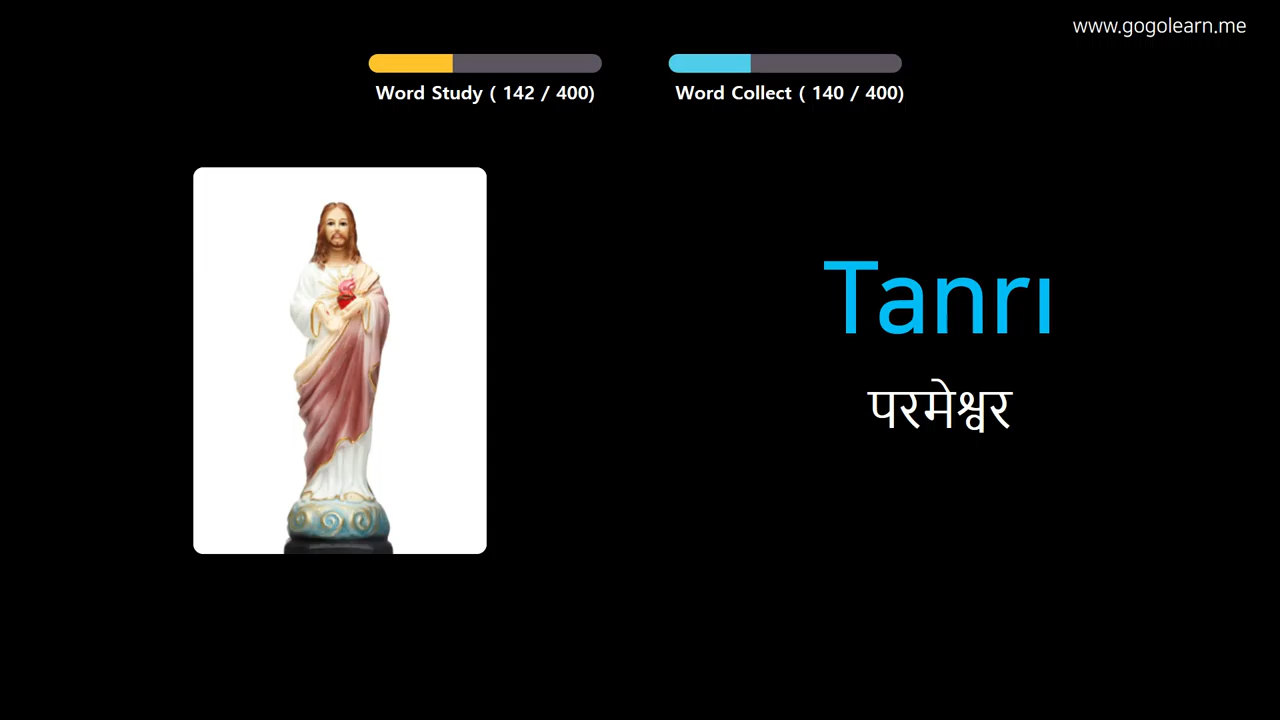 www.gogolearn.me
Word Study ( 142 / 400)
Word Collect ( 140 / 400)
Tanrı
परमेश्वर